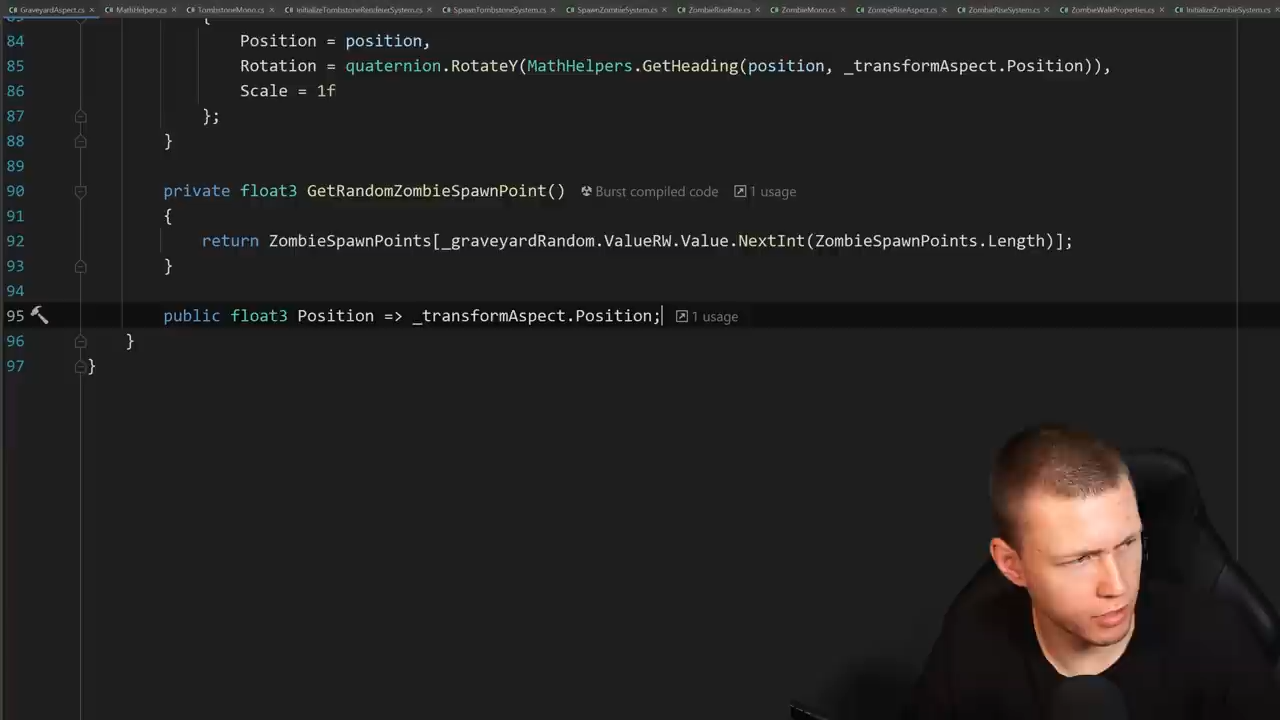 GraveyardAspect.cs MathHelpers.cs TombstoneMono.cs InitializeTombstoneRendererSystem.cs SpawnTombstoneSystem.cs SpawnZombieSystem.cs ZombieRiseRate.cs ZombieMono.cs ZombieRiseAspect.cs ZombieRiseSystem.cs ZombieWalkProperties.cs InitializeZombieSystem.cs
83 {
84 Position = position,
85 Rotation = quaternion.RotateY(MathHelpers.GetHeading(position, _transformAspect.Position)),
86 Scale = 1f
87 };
88 }
89
90 private float3 GetRandomZombieSpawnPoint() Burst compiled code 1 usage
91 {
92 return ZombieSpawnPoints[_graveyardRandom.ValueRW.Value.NextInt(ZombieSpawnPoints.Length)];
93 }
94
95 public float3 Position => _transformAspect.Position; 1 usage
96 }
97 }